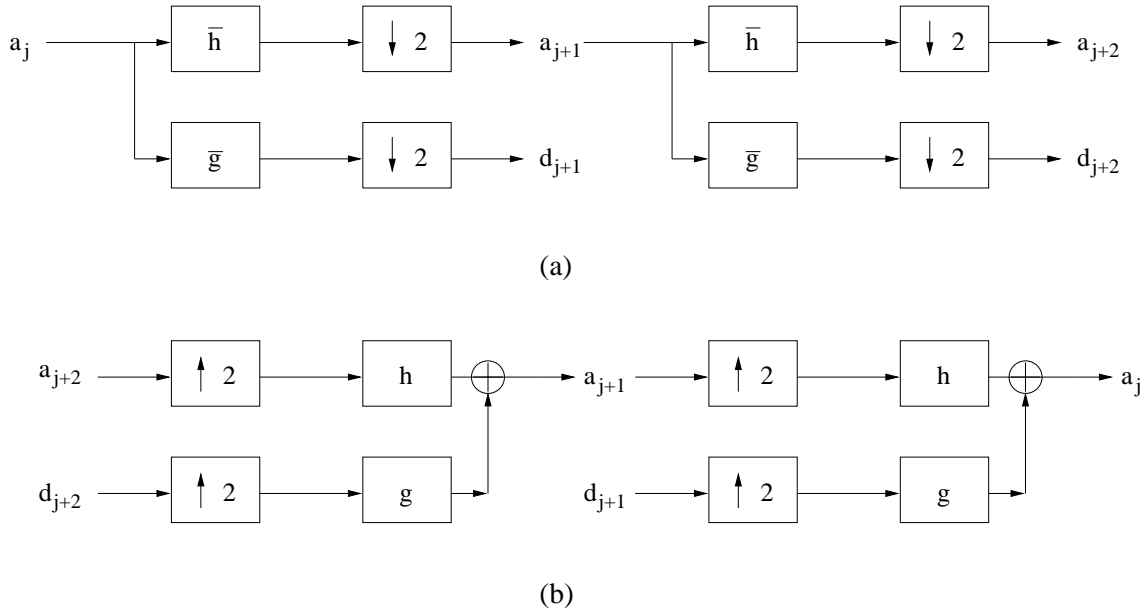 a_j h̅ ↓ 2 a_{j+1} h̅ ↓ 2 a_{j+2}
g̅ ↓ 2 d_{j+1} g̅ ↓ 2 d_{j+2}
(a)
a_{j+2} ↑ 2 h a_{j+1} ↑ 2 h a_j
d_{j+2} ↑ 2 g d_{j+1} ↑ 2 g
(b)